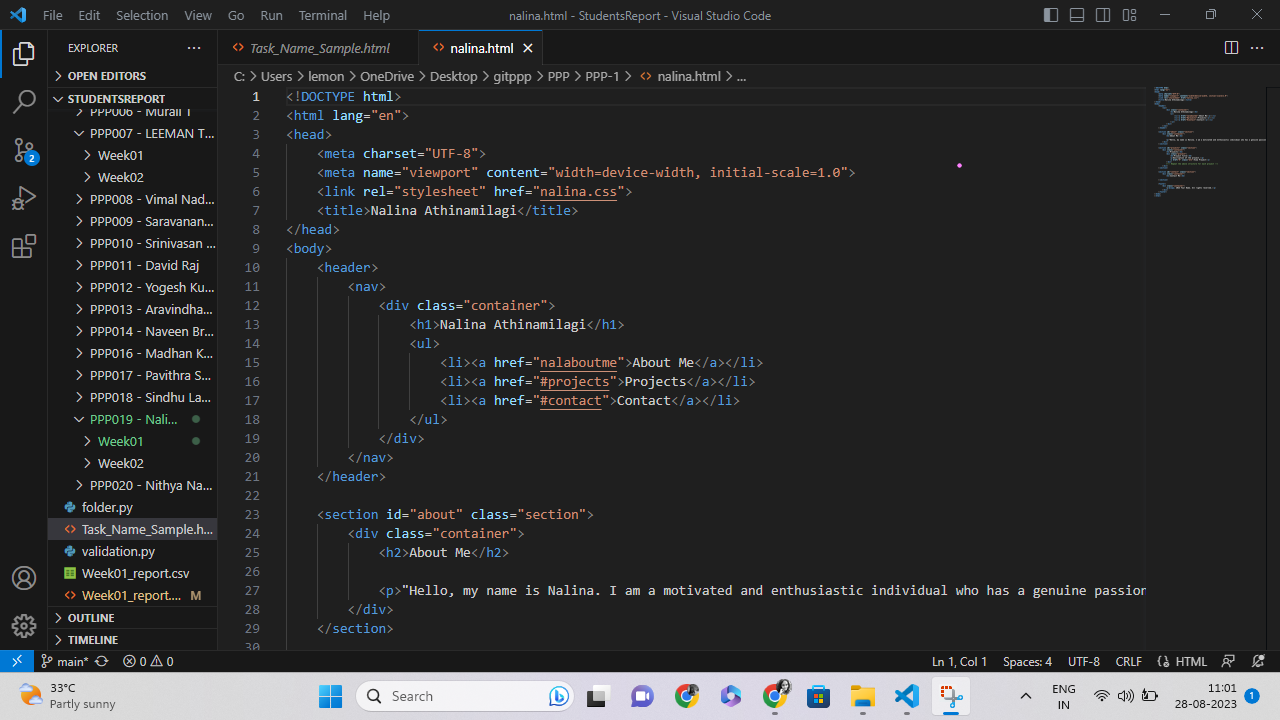 File Edit Selection View Go Run Terminal Help
nalina.html - StudentsReport - Visual Studio Code
EXPLORER
OPEN EDITORS
STUDENTSREPORT
PPP006 - Murali T
PPP007 - LEEMAN T...
Week01
Week02
PPP008 - Vimal Nad...
PPP009 - Saravanan...
PPP010 - Srinivasan ...
PPP011 - David Raj
PPP012 - Yogesh Ku...
PPP013 - Aravindha...
PPP014 - Naveen Br...
PPP016 - Madhan K...
PPP017 - Pavithra S...
PPP018 - Sindhu La...
PPP019 - Nali...
Week01
Week02
PPP020 - Nithya Na...
folder.py
Task_Name_Sample.h...
validation.py
Week01_report.csv
Week01_report.... M
OUTLINE
TIMELINE
2
Task_Name_Sample.html
nalina.html
C: > Users > lemon > OneDrive > Desktop > gitppp > PPP > PPP-1 > nalina.html > ...
1 <!DOCTYPE html>
2 <html lang="en">
3 <head>
4 <meta charset="UTF-8">
5 <meta name="viewport" content="width=device-width, initial-scale=1.0">
6 <link rel="stylesheet" href="nalina.css">
7 <title>Nalina Athinamilagi</title>
8 </head>
9 <body>
10 <header>
11 <nav>
12 <div class="container">
13 <h1>Nalina Athinamilagi</h1>
14 <ul>
15 <li><a href="nalaboutme">About Me</a></li>
16 <li><a href="#projects">Projects</a></li>
17 <li><a href="#contact">Contact</a></li>
18 </ul>
19 </div>
20 </nav>
21 </header>
22
23 <section id="about" class="section">
24 <div class="container">
25 <h2>About Me</h2>
26
27 <p>"Hello, my name is Nalina. I am a motivated and enthusiastic individual who has a genuine passion
28 </div>
29 </section>
30
main* 0 0
Ln 1, Col 1 Spaces: 4 UTF-8 CRLF HTML
33°C
Partly sunny
Search
ENG
IN
11:01
28-08-2023
1